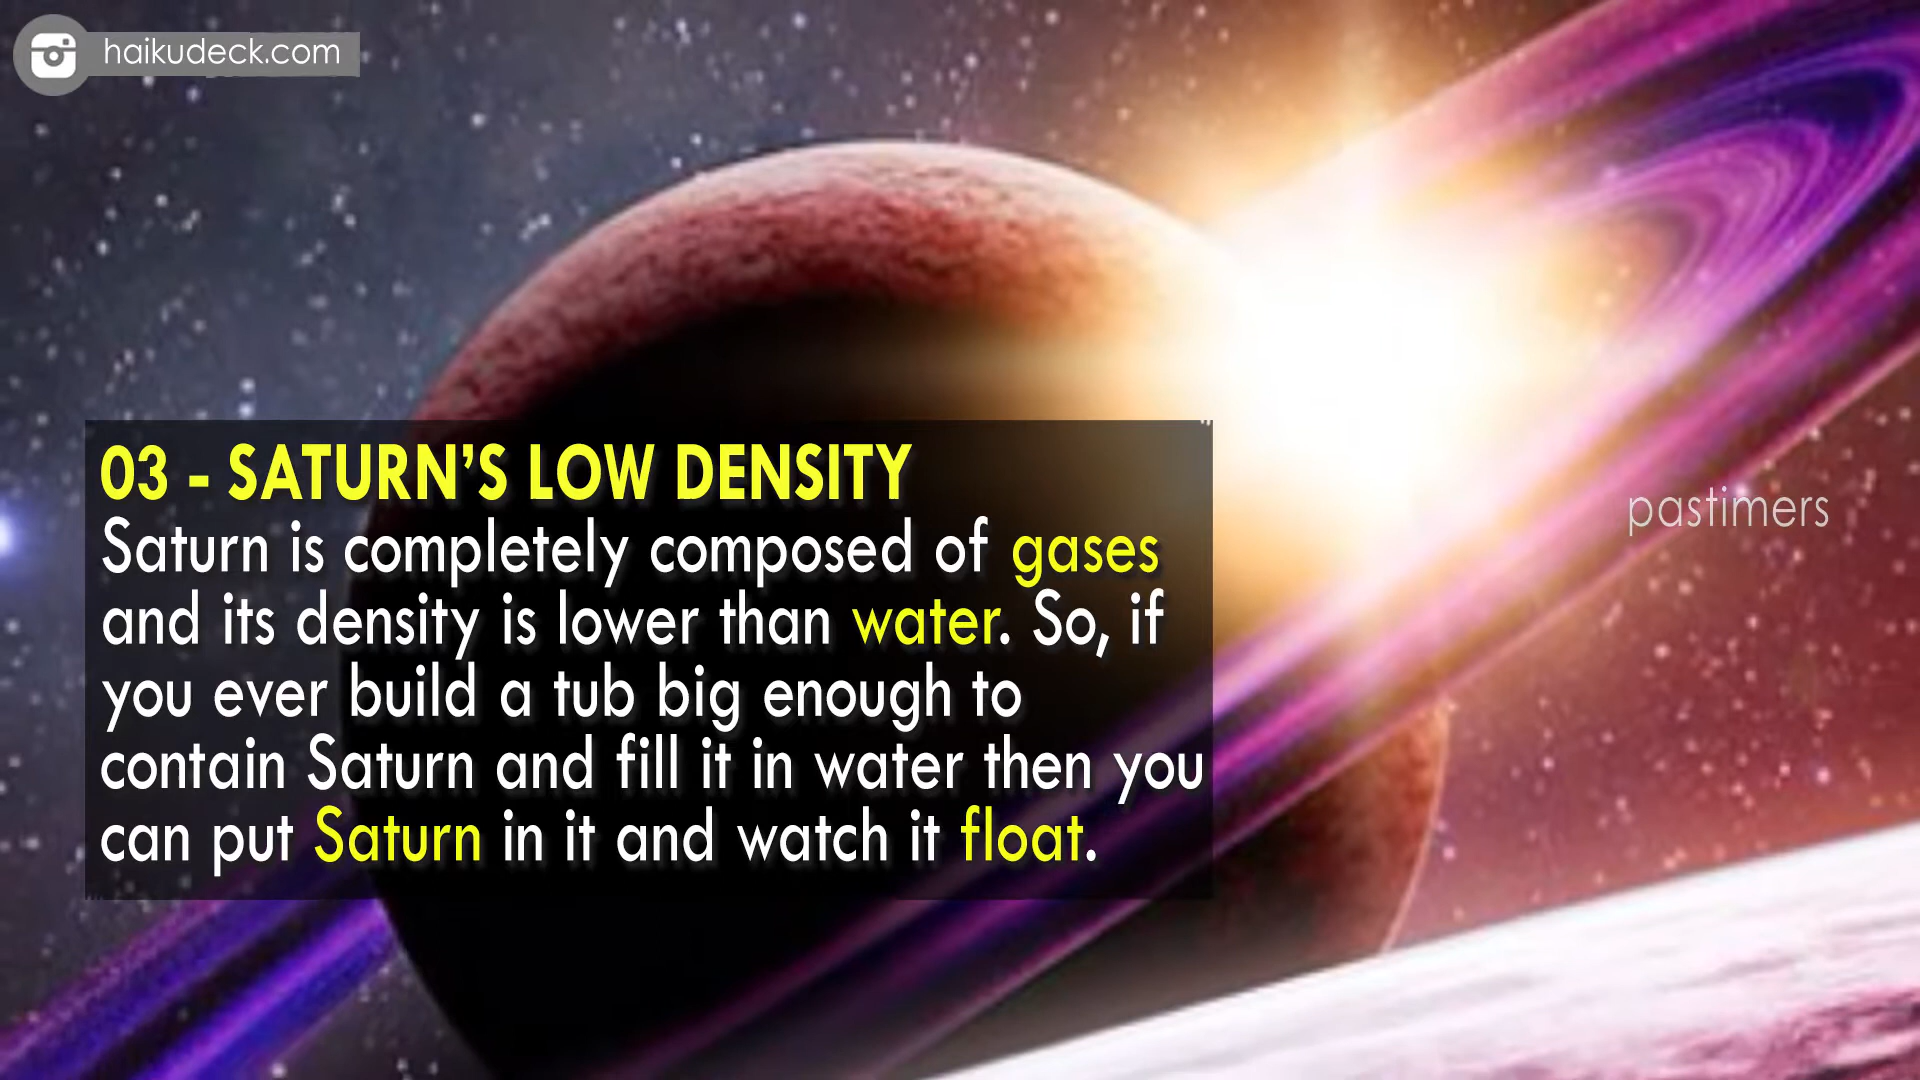 haikudeck.com
03 - SATURN’S LOW DENSITY
Saturn is completely composed of gases
and its density is lower than water. So, if
you ever build a tub big enough to
contain Saturn and fill it in water then you
can put Saturn in it and watch it float.
pastimers